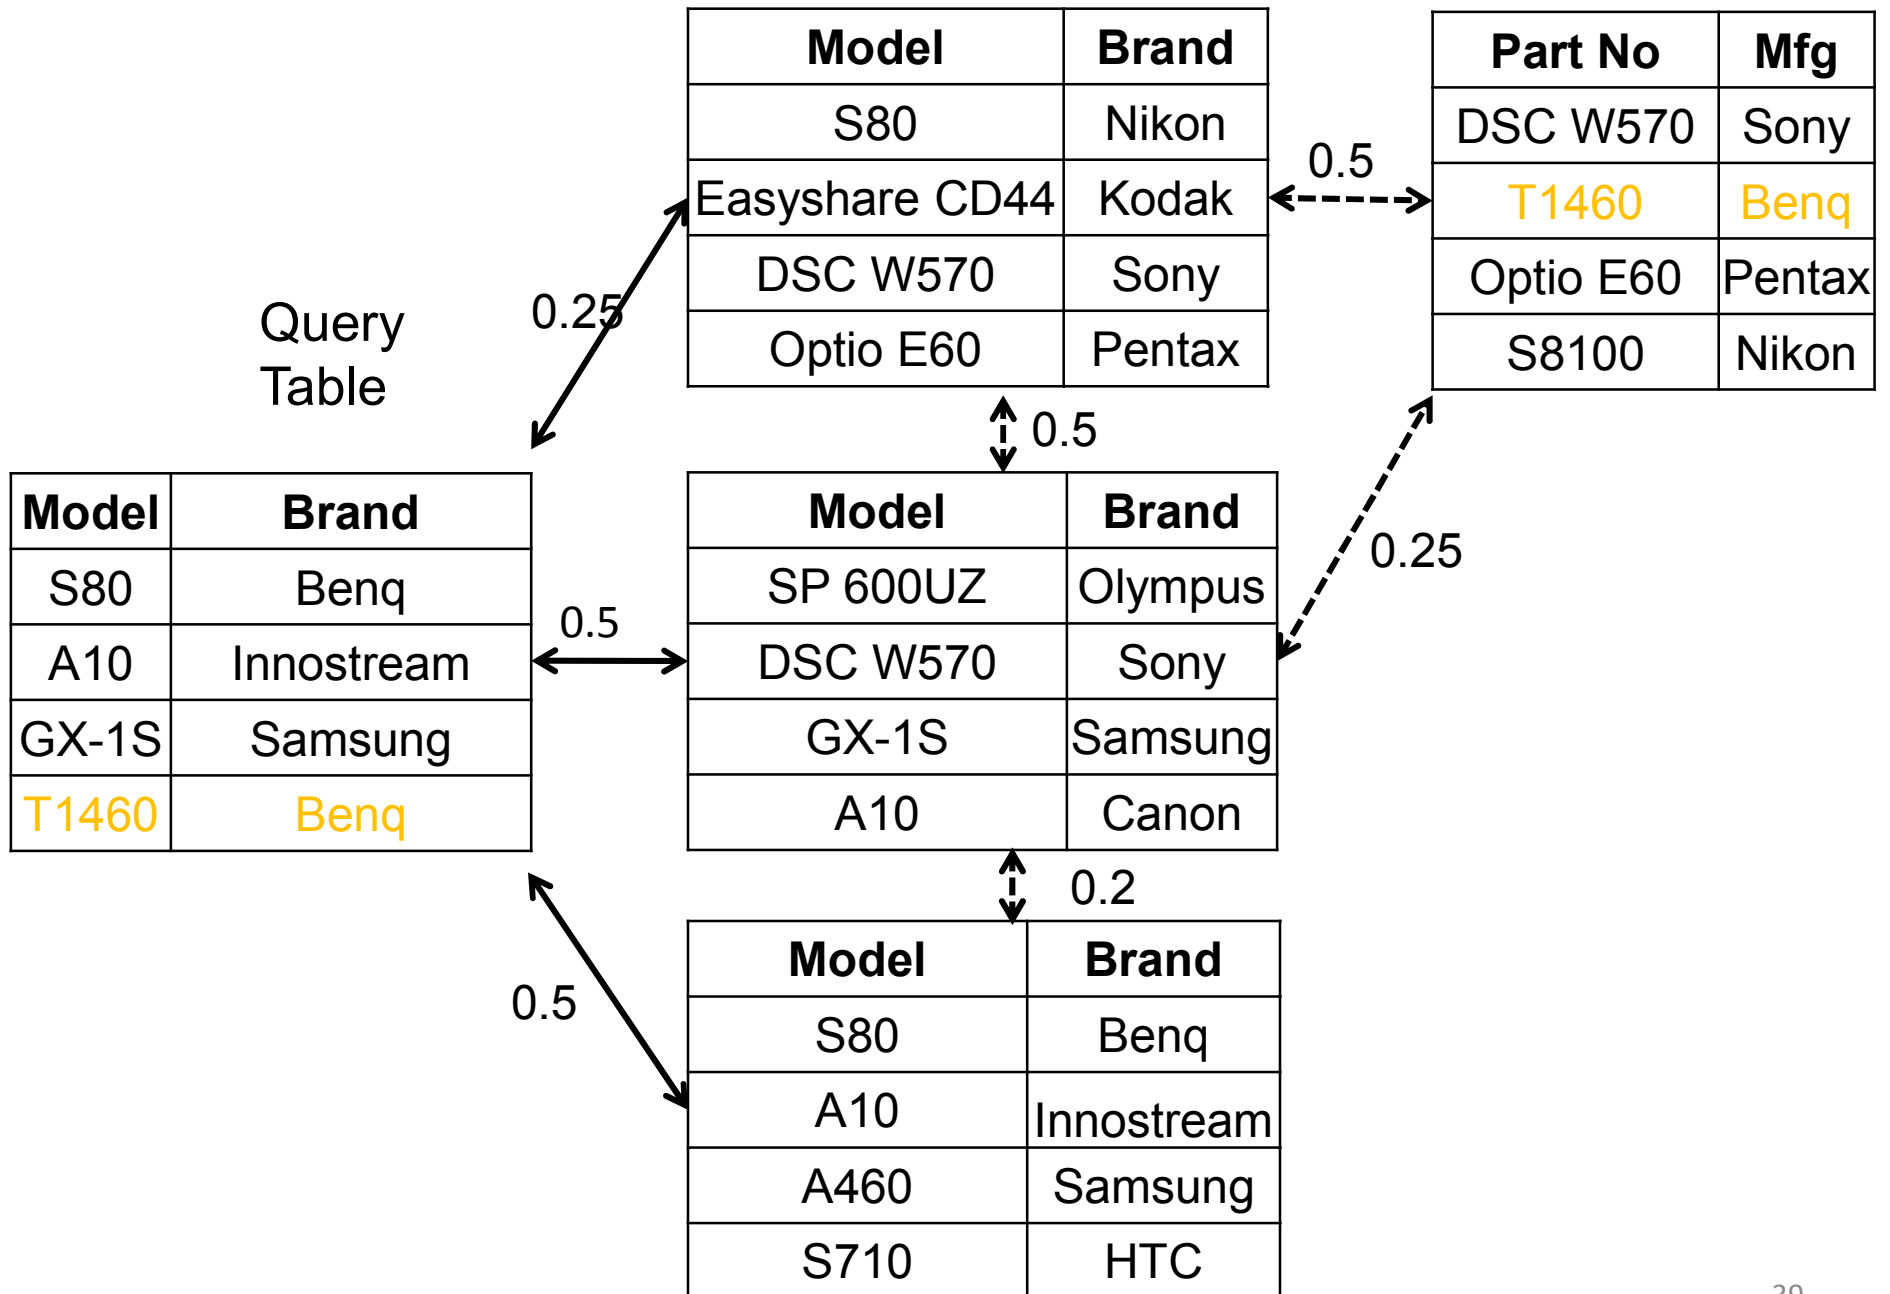 Model Brand
S80 Nikon
Easyshare CD44 Kodak
DSC W570 Sony
Optio E60 Pentax
Part No Mfg
DSC W570 Sony
T1460 Benq
Optio E60 Pentax
S8100 Nikon
0.5
0.25
Query
Table
0.5
0.25
Model Brand
S80 Benq
A10 Innostream
GX-1S Samsung
T1460 Benq
0.5
Model Brand
SP 600UZ Olympus
DSC W570 Sony
GX-1S Samsung
A10 Canon
0.2
0.5
Model Brand
S80 Benq
A10 Innostream
A460 Samsung
S710 HTC